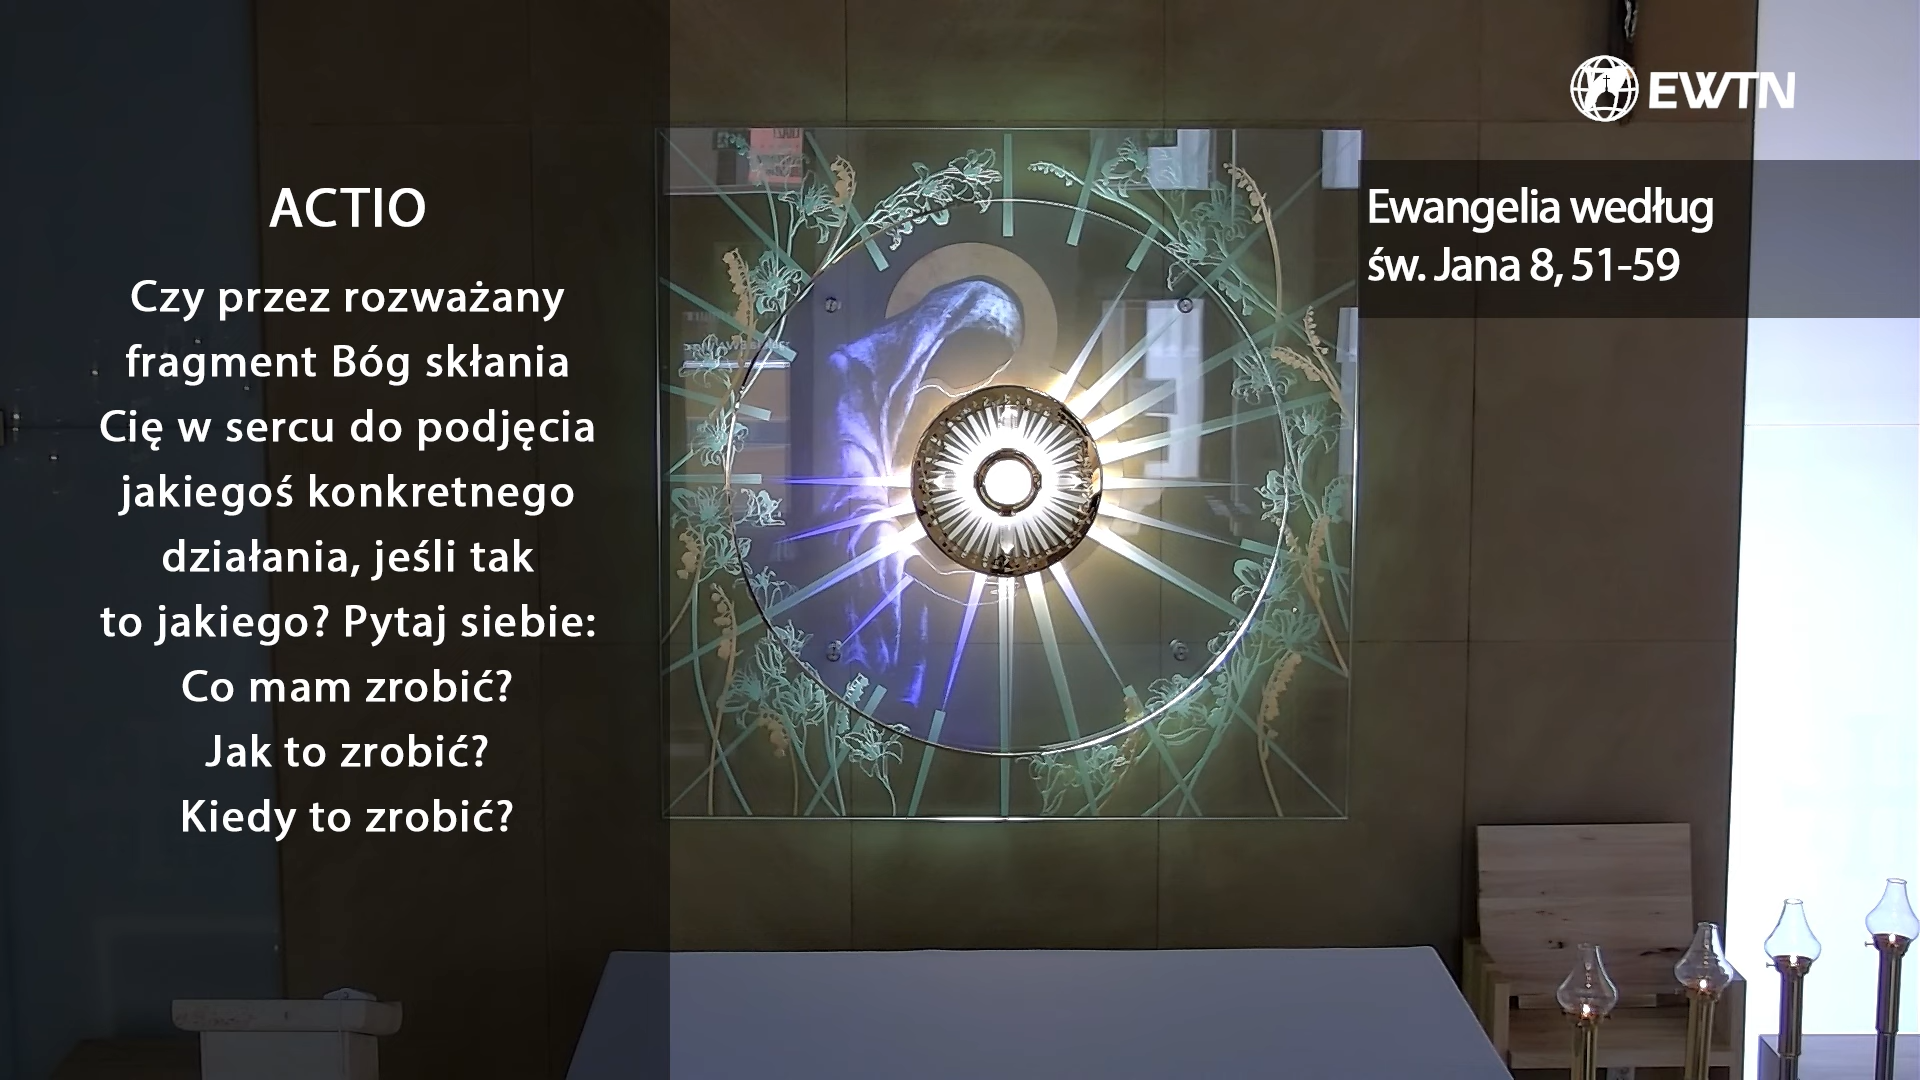 ACTIO
Czy przez rozważany
fragment Bóg skłania
Cię w sercu do podjęcia
jakiegoś konkretnego
działania, jeśli tak
to jakiego? Pytaj siebie:
Co mam zrobić?
Jak to zrobić?
Kiedy to zrobić?
EWTN
Ewangelia według
św. Jana 8, 51-59